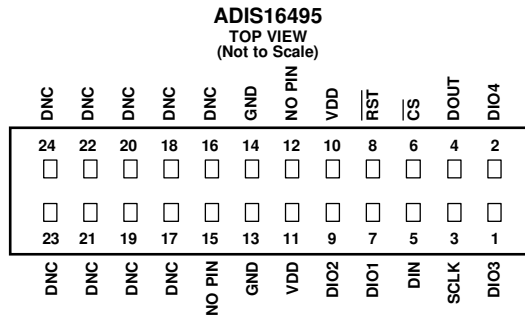 ADIS16495
TOP VIEW
(Not to Scale)
DNC DNC DNC DNC DNC GND NO PIN VDD RST CS DOUT DIO4
24 22 20 18 16 14 12 10 8 6 4 2
23 21 19 17 15 13 11 9 7 5 3 1
DNC DNC DNC DNC NO PIN GND VDD DIO2 DIO1 DIN SCLK DIO3